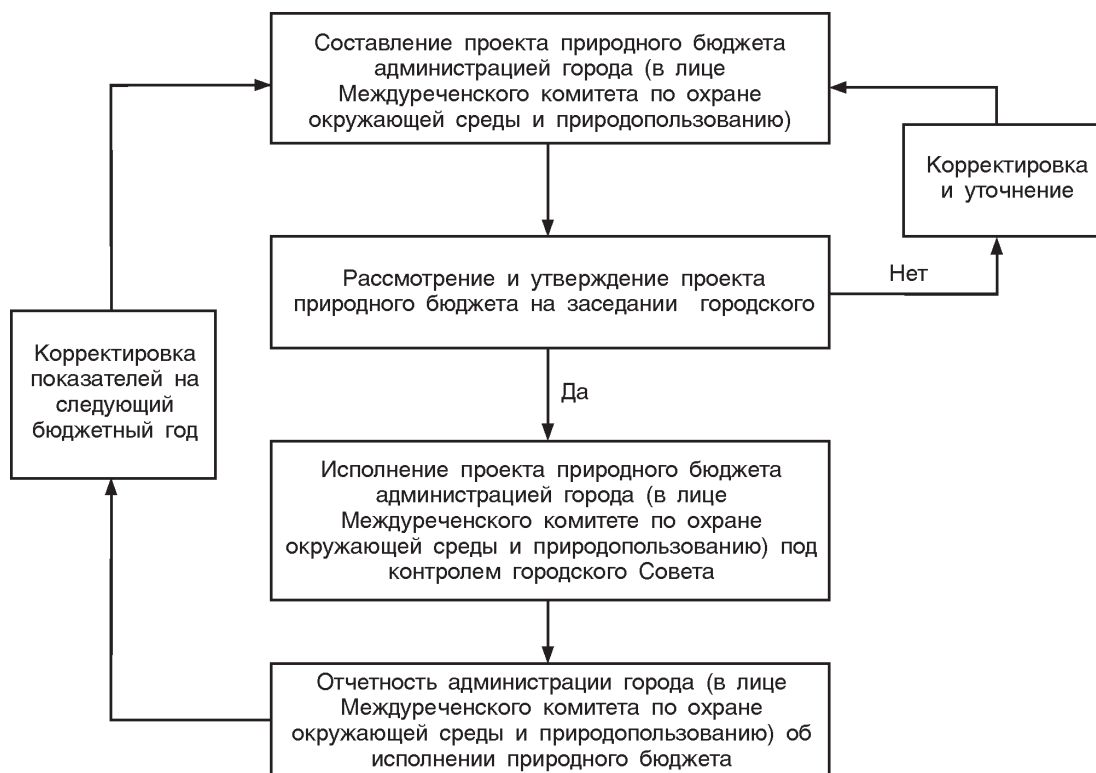 Составление проекта природного бюджета
администрацией города (в лице
Междуреченского комитета по охране
окружающей среды и природопользованию)
Корректировка
и уточнение
Рассмотрение и утверждение проекта
природного бюджета на заседании городского
Нет
Корректировка
показателей на
следующий
бюджетный год
Да
Исполнение проекта природного бюджета
администрацией города (в лице
Междуреченского комитете по охране
окружающей среды и природопользованию) под
контролем городского Совета
Отчетность администрации города (в лице
Междуреченского комитета по охране
окружающей среды и природопользованию) об
исполнении природного бюджета